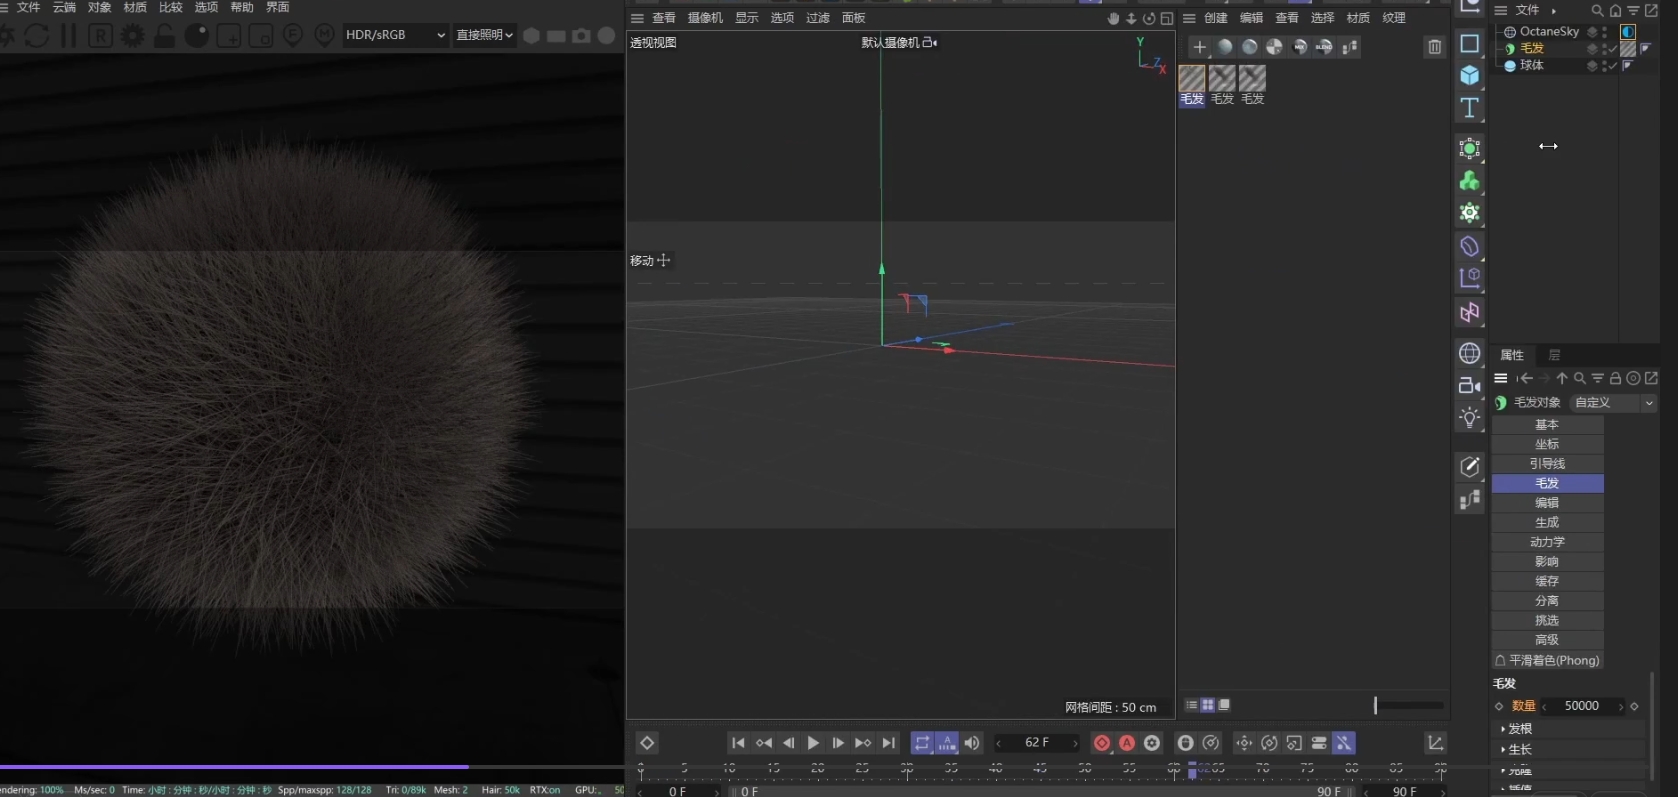 文件 云端 对象 材质 比较 选项 帮助 界面
HDR/sRGB 直接照明
查看 摄像机 显示 选项 过滤 面板
透视视图
默认摄像机
Y
Z
X
移动
网格间距 : 50 cm
创建 编辑 查看 选择 材质 纹理
MIX
BLEND
毛发 毛发 毛发
文件
OctaneSky
毛发
球体
属性 层
毛发对象 自定义
基本
坐标
引导线
毛发
编辑
生成
动力学
影响
缓存
分离
挑选
高级
平滑着色(Phong)
毛发
数量 50000
发根
生长
克隆
插值
62 F
0 5 10 15 20 25 30 35 40 45 50 55 60 62 65 70 75 80 85 90
0 F 0 F 90 F 90 F
endering: 100% Ms/sec: 0 Time: 小时 : 分钟 : 秒/小时 : 分钟 : 秒 Spp/maxspp: 128/128 Tri: 0/89k Mesh: 2 Hair: 50k RTX:on GPU: